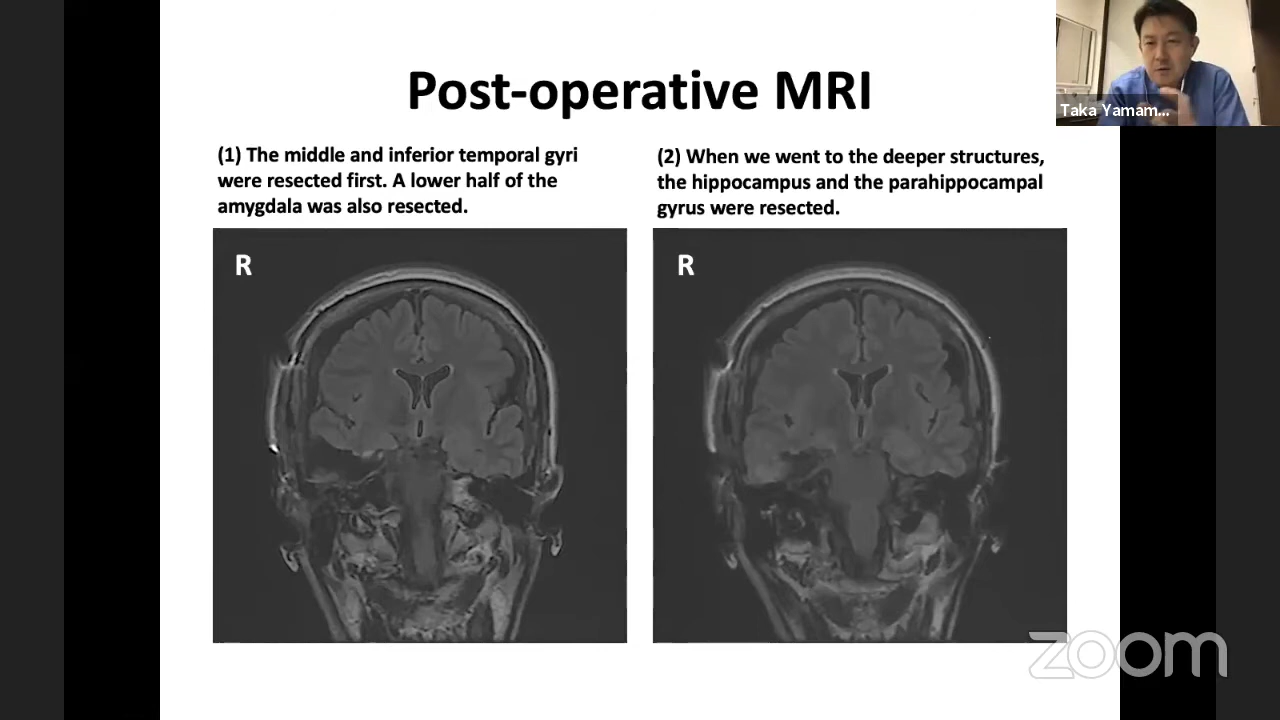 Post-operative MRI
Taka Yamam...
(1) The middle and inferior temporal gyri
were resected first. A lower half of the
amygdala was also resected.
(2) When we went to the deeper structures,
the hippocampus and the parahippocampal
gyrus were resected.
R
R
zoom